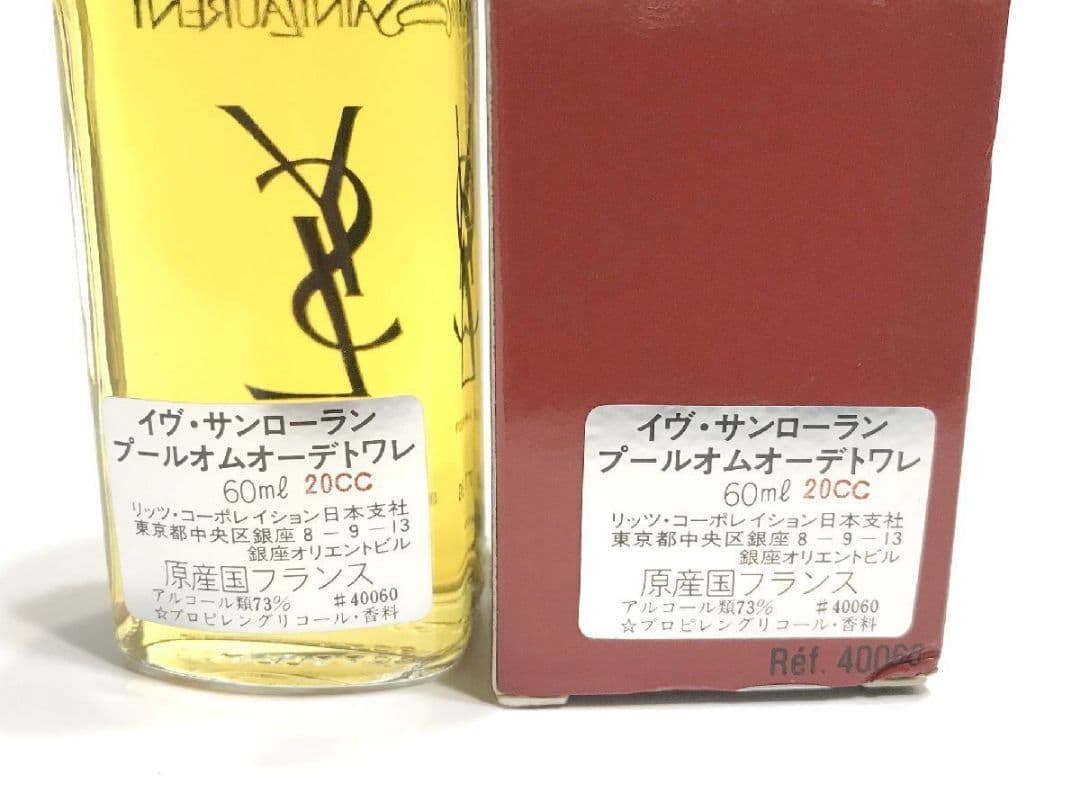 YSL
イヴ・サンローラン
プールオムオーデトワレ
60ml 20CC
リッツ・コーポレイション日本支社
東京都中央区銀座8-9-13
銀座オリエントビル
原産国フランス
アルコール類73% #40060
☆プロピレングリコール・香料
イヴ・サンローラン
プールオムオーデトワレ
60ml 20CC
リッツ・コーポレイション日本支社
東京都中央区銀座8-9-13
銀座オリエントビル
原産国フランス
アルコール類73% #40060
☆プロピレングリコール・香料
Réf. 40060